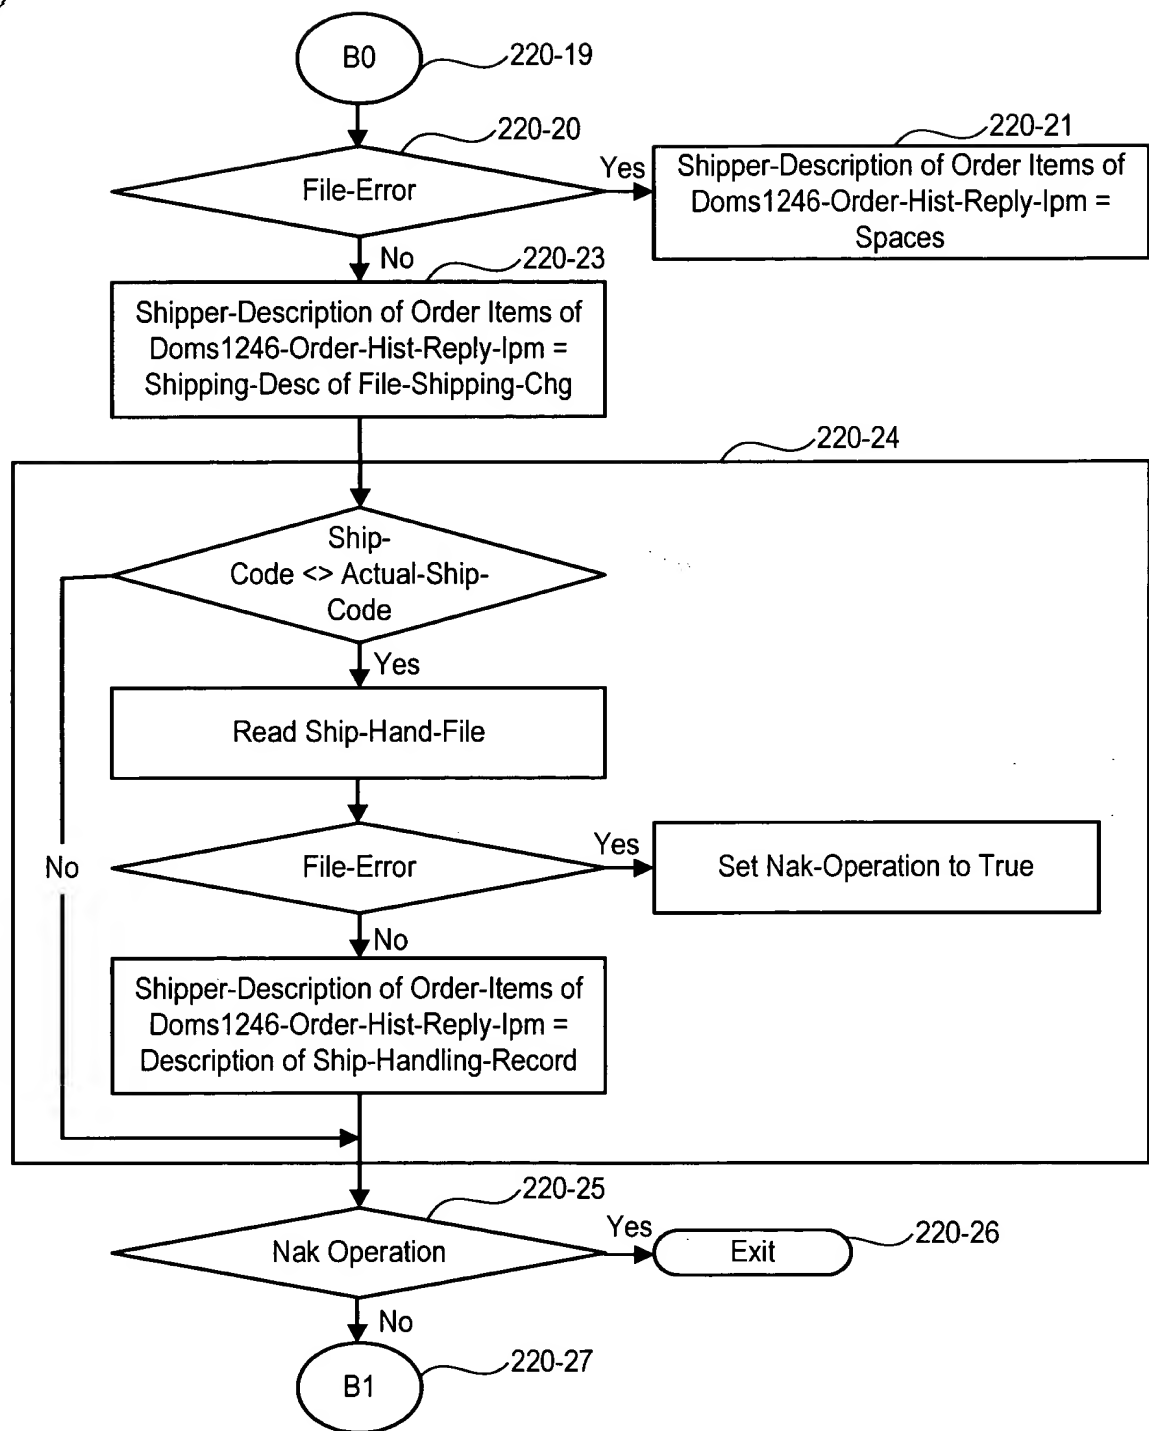 B0
220-19
220-20
File-Error
Yes
220-21
Shipper-Description of Order Items of
Doms1246-Order-Hist-Reply-Ipm =
Spaces
No
220-23
Shipper-Description of Order Items of
Doms1246-Order-Hist-Reply-Ipm =
Shipping-Desc of File-Shipping-Chg
220-24
Ship-
Code <> Actual-Ship-
Code
Yes
Read Ship-Hand-File
No
File-Error
Yes
Set Nak-Operation to True
No
Shipper-Description of Order-Items of
Doms1246-Order-Hist-Reply-Ipm =
Description of Ship-Handling-Record
220-25
Nak Operation
Yes
Exit
220-26
No
B1
220-27